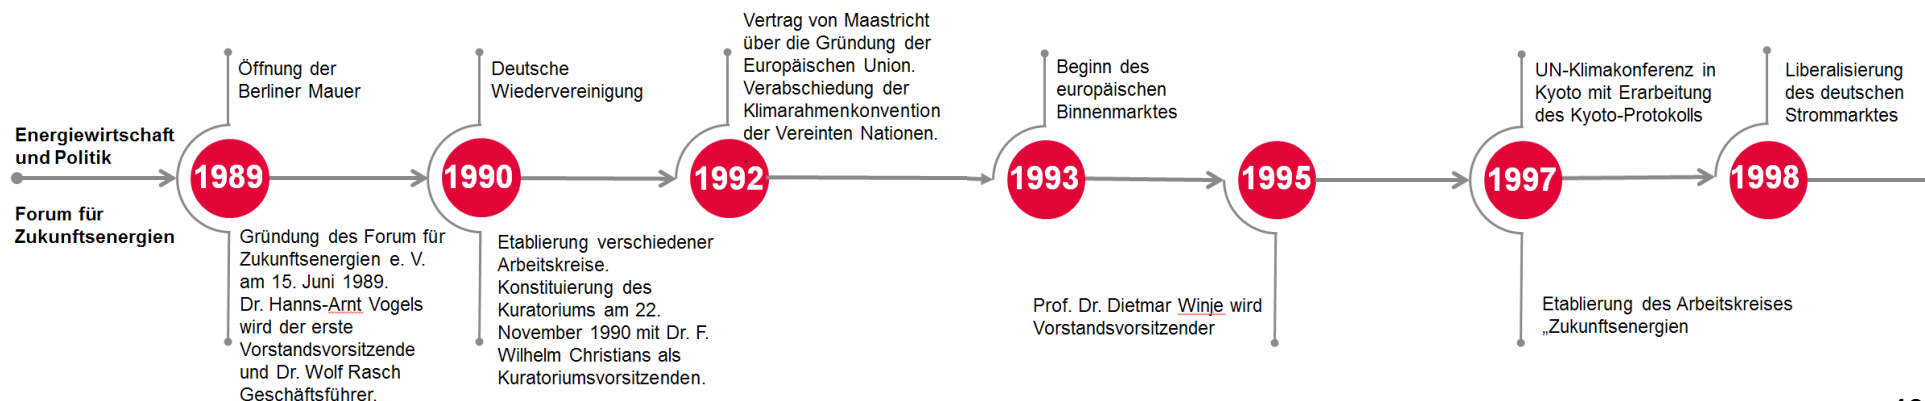 Energiewirtschaft
und Politik
Forum für
Zukunftsenergien
1989
Öffnung der
Berliner Mauer
Gründung des Forum für
Zukunftsenergien e. V.
am 15. Juni 1989.
Dr. Hanns-Arnt Vogels
wird der erste
Vorstandsvorsitzende
und Dr. Wolf Rasch
Geschäftsführer.
1990
Deutsche
Wiedervereinigung
Etablierung verschiedener
Arbeitskreise.
Konstituierung des
Kuratoriums am 22.
November 1990 mit Dr. F.
Wilhelm Christians als
Kuratoriumsvorsitzenden.
1992
Vertrag von Maastricht
über die Gründung der
Europäischen Union.
Verabschiedung der
Klimarahmenkonvention
der Vereinten Nationen.
1993
Beginn des
europäischen
Binnenmarktes
1995
Prof. Dr. Dietmar Winje wird
Vorstandsvorsitzender
1997
UN-Klimakonferenz in
Kyoto mit Erarbeitung
des Kyoto-Protokolls
Etablierung des Arbeitskreises
„Zukunftsenergien
1998
Liberalisierung
des deutschen
Strommarktes